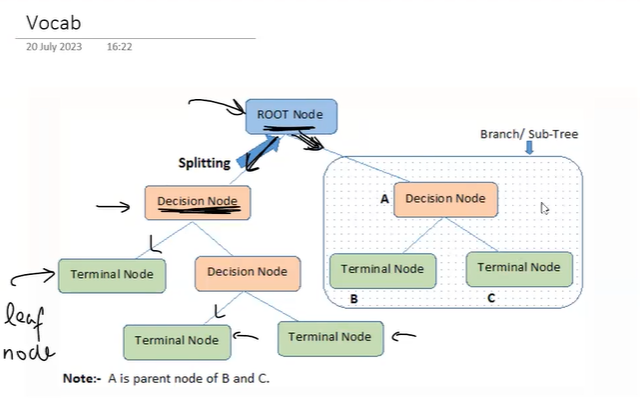 Vocab
20 July 2023 16:22
ROOT Node
Branch/ Sub-Tree
Splitting
Decision Node
A Decision Node
Terminal Node
Decision Node
Terminal Node
Terminal Node
B
C
leaf
node
Terminal Node
Terminal Node
Note:- A is parent node of B and C.